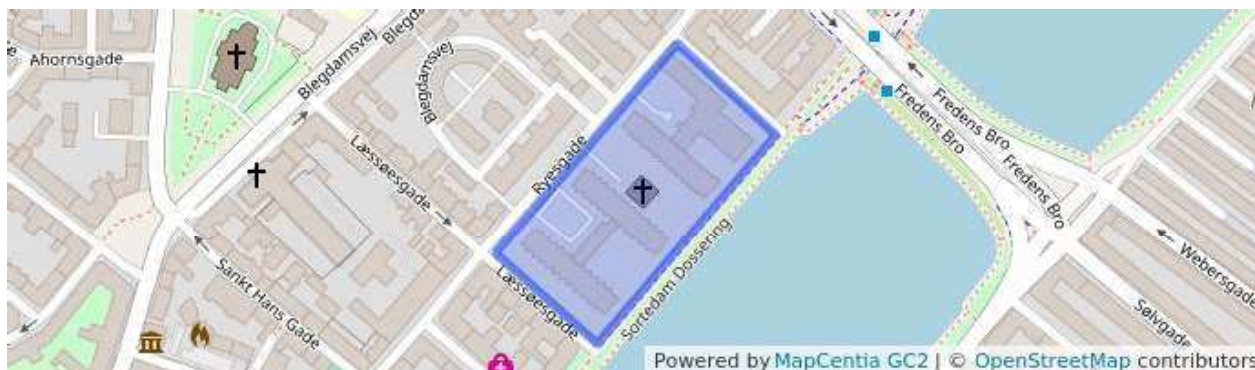 Ahornsgade
Blegdamsvej
Blegda
Blegdamsvej
Læssøesgade
Ryesgade
Fredens Bro
Fredens Bro
Fredens Bro
Sankt Hans Gade
Læssøesgade
Sortedam Dossering
Webersgade
Sølvgade
Powered by MapCentia GC2 | © OpenStreetMap contributors